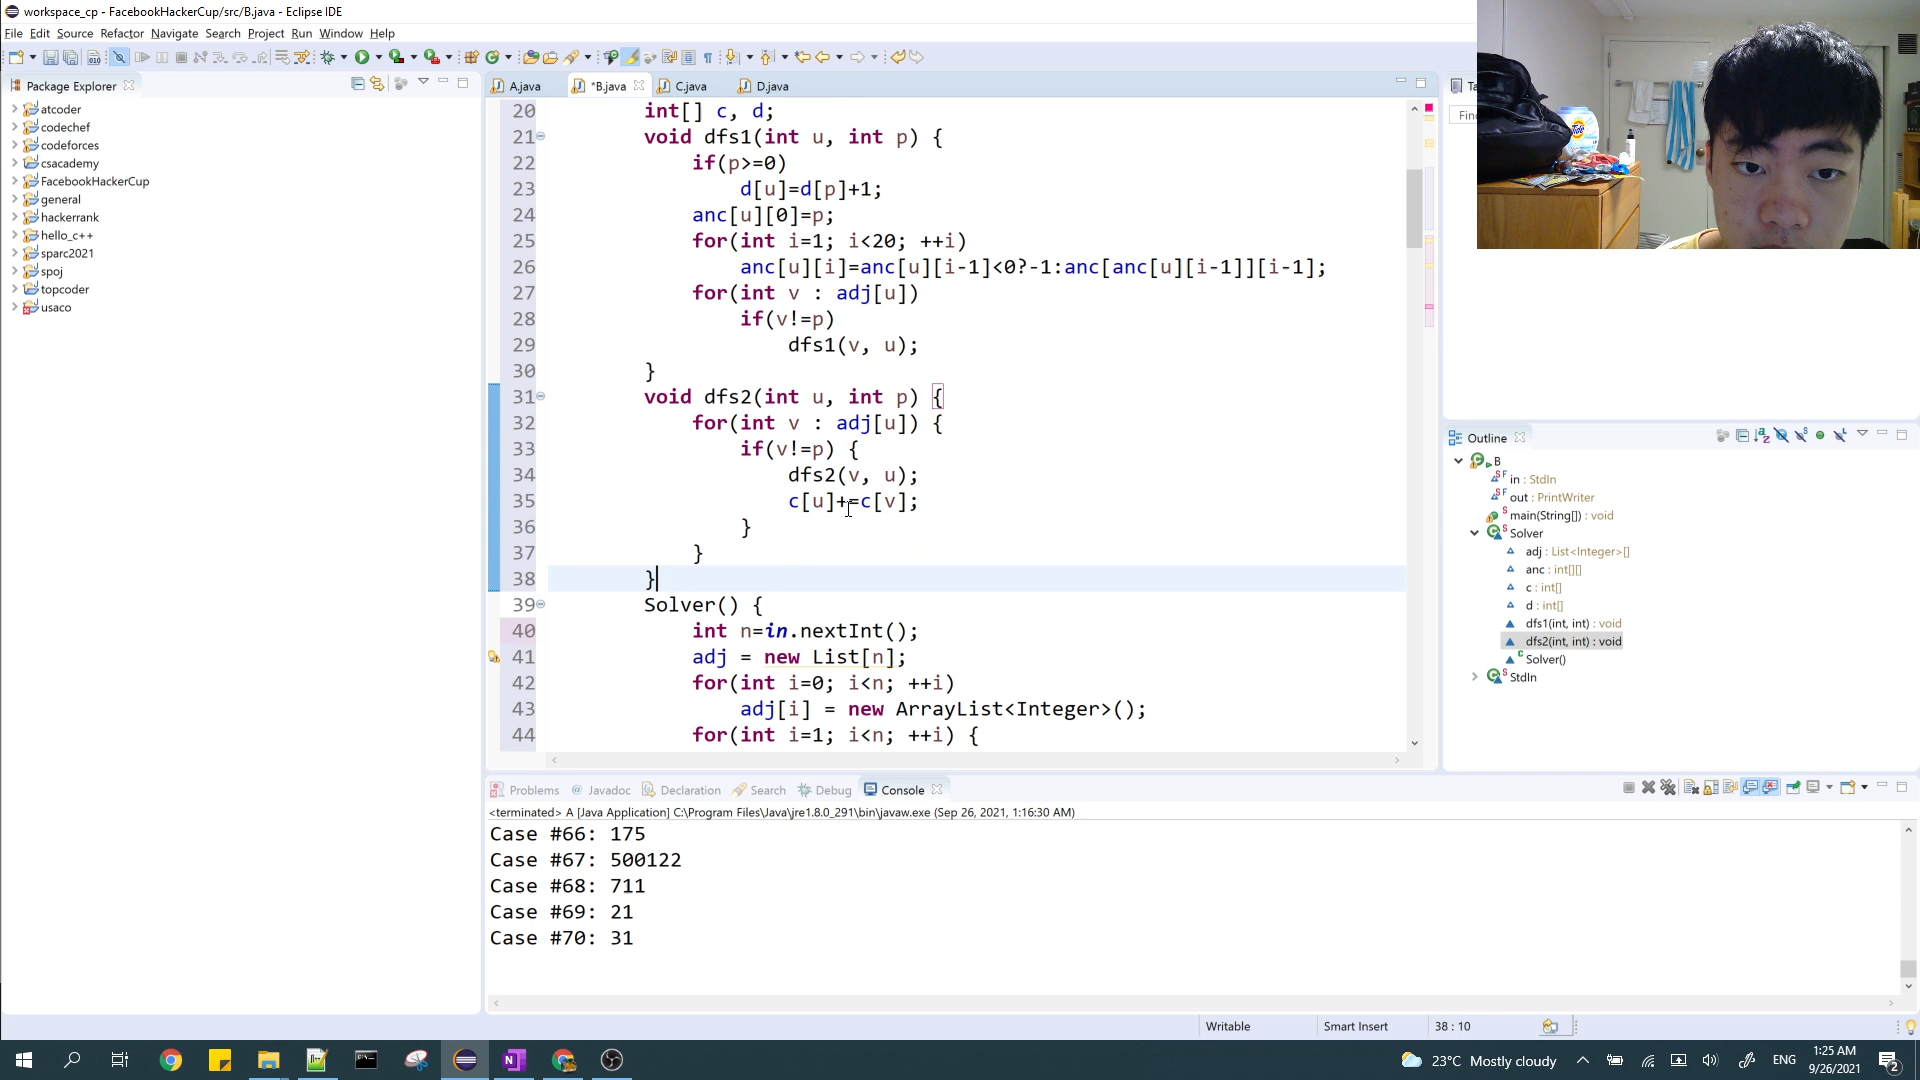 workspace_cp - FacebookHackerCup/src/B.java - Eclipse IDE
File Edit Source Refactor Navigate Search Project Run Window Help
Package Explorer
atcoder
codechef
codeforces
csacademy
FacebookHackerCup
general
hackerrank
hello_c++
sparc2021
spoj
topcoder
usaco
A.java *B.java C.java D.java
20 int[] c, d;
21 void dfs1(int u, int p) {
22 if(p>=0)
23 d[u]=d[p]+1;
24 anc[u][0]=p;
25 for(int i=1; i<20; ++i)
26 anc[u][i]=anc[u][i-1]<0?-1:anc[anc[u][i-1]][i-1];
27 for(int v : adj[u])
28 if(v!=p)
29 dfs1(v, u);
30 }
31 void dfs2(int u, int p) {
32 for(int v : adj[u]) {
33 if(v!=p) {
34 dfs2(v, u);
35 c[u]+=c[v];
36 }
37 }
38 }
39 Solver() {
40 int n=in.nextInt();
41 adj = new List[n];
42 for(int i=0; i<n; ++i)
43 adj[i] = new ArrayList<Integer>();
44 for(int i=1; i<n; ++i) {
Tide
Outline
B
in : StdIn
out : PrintWriter
main(String[]) : void
Solver
adj : List<Integer>[]
anc : int[][]
c : int[]
d : int[]
dfs1(int, int) : void
dfs2(int, int) : void
Solver()
StdIn
Problems Javadoc Declaration Search Debug Console
<terminated> A [Java Application] C:\Program Files\Java\jre1.8.0_291\bin\javaw.exe (Sep 26, 2021, 1:16:30 AM)
Case #66: 175
Case #67: 500122
Case #68: 711
Case #69: 21
Case #70: 31
Writable Smart Insert 38 : 10
23°C Mostly cloudy ENG 1:25 AM
9/26/2021
2